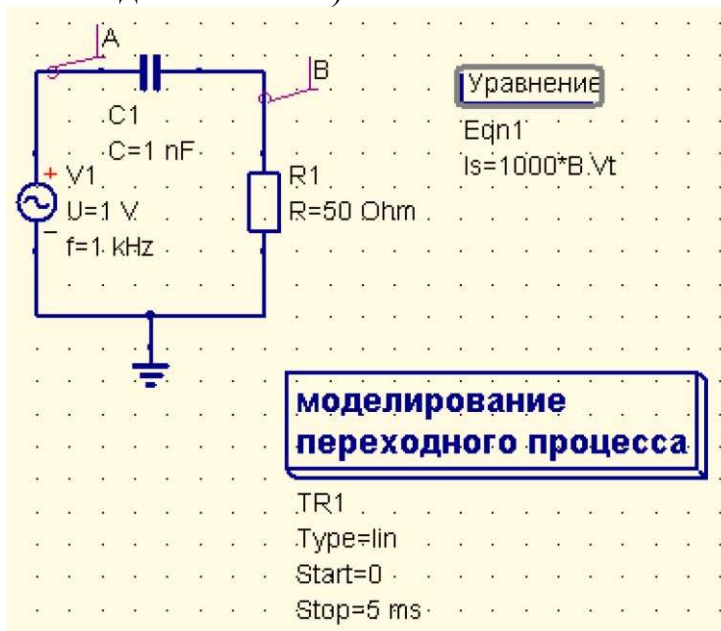 A
C1
C=1 nF
B
+
V1
U=1 V
f=1 kHz
−
R1
R=50 Ohm
Уравнение
Eqn1
Is=1000*B.Vt
моделирование
переходного процесса
TR1
Type=lin
Start=0
Stop=5 ms